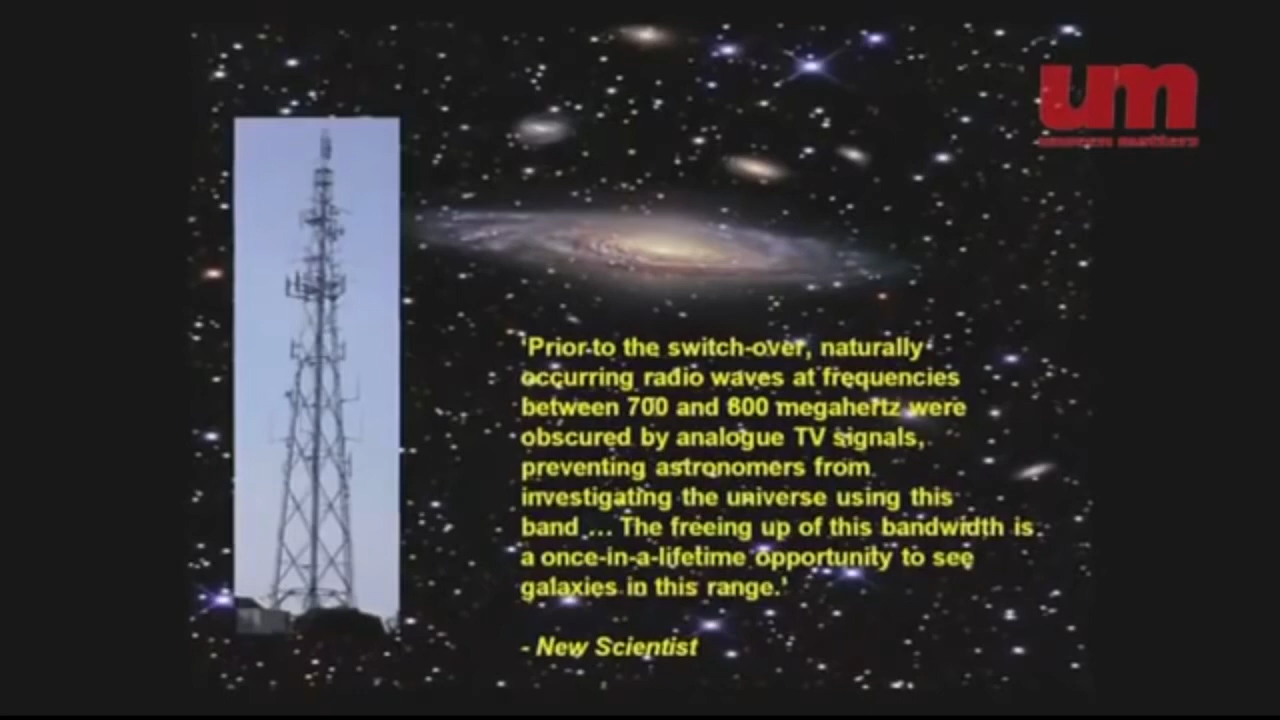 um
'Prior to the switch-over, naturally
occurring radio waves at frequencies
between 700 and 800 megahertz were
obscured by analogue TV signals,
preventing astronomers from
investigating the universe using this
band ... The freeing up of this bandwidth is
a once-in-a-lifetime opportunity to see
galaxies in this range.'
- New Scientist